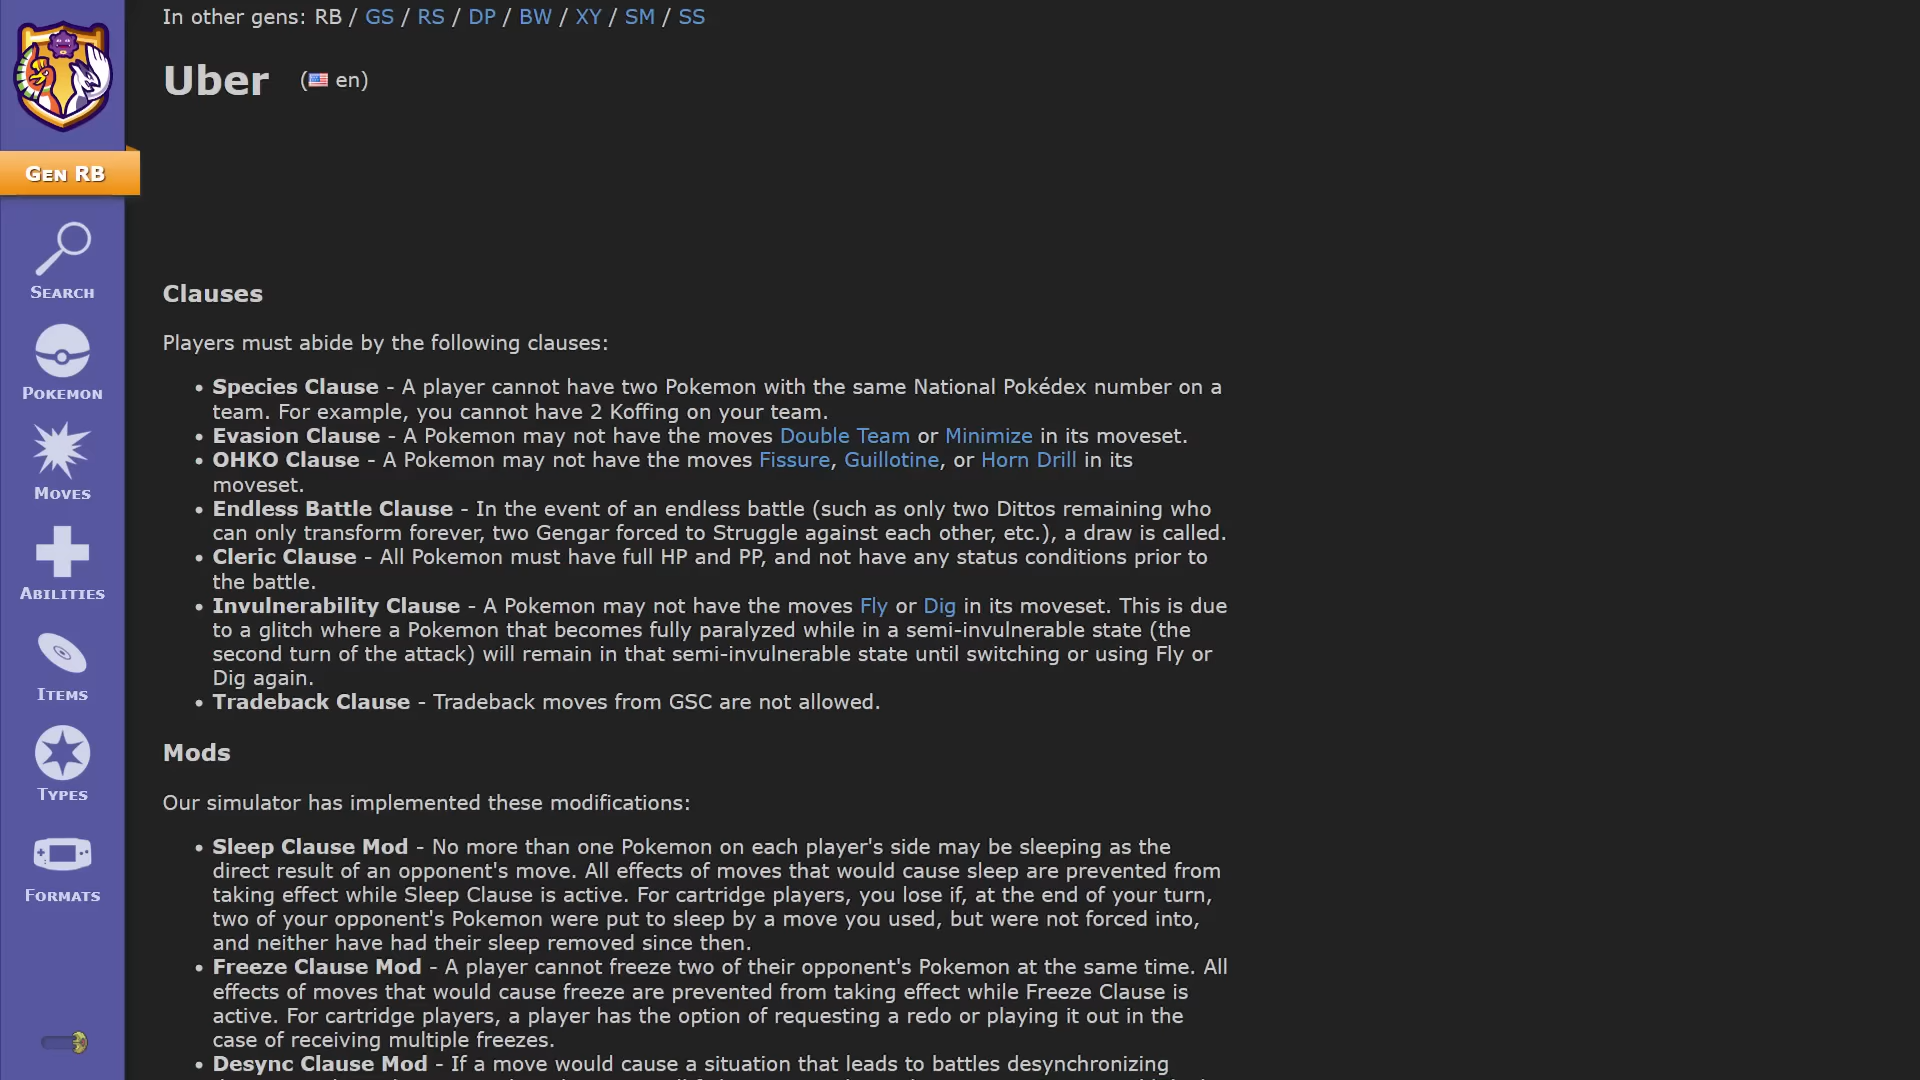 In other gens: RB / GS / RS / DP / BW / XY / SM / SS
Uber (en)
Gen RB
Search
Pokemon
Moves
Abilities
Items
Types
Formats
Clauses
Players must abide by the following clauses:
• Species Clause - A player cannot have two Pokemon with the same National Pokédex number on a
team. For example, you cannot have 2 Koffing on your team.
• Evasion Clause - A Pokemon may not have the moves Double Team or Minimize in its moveset.
• OHKO Clause - A Pokemon may not have the moves Fissure, Guillotine, or Horn Drill in its
moveset.
• Endless Battle Clause - In the event of an endless battle (such as only two Dittos remaining who
can only transform forever, two Gengar forced to Struggle against each other, etc.), a draw is called.
• Cleric Clause - All Pokemon must have full HP and PP, and not have any status conditions prior to
the battle.
• Invulnerability Clause - A Pokemon may not have the moves Fly or Dig in its moveset. This is due
to a glitch where a Pokemon that becomes fully paralyzed while in a semi-invulnerable state (the
second turn of the attack) will remain in that semi-invulnerable state until switching or using Fly or
Dig again.
• Tradeback Clause - Tradeback moves from GSC are not allowed.
Mods
Our simulator has implemented these modifications:
• Sleep Clause Mod - No more than one Pokemon on each player's side may be sleeping as the
direct result of an opponent's move. All effects of moves that would cause sleep are prevented from
taking effect while Sleep Clause is active. For cartridge players, you lose if, at the end of your turn,
two of your opponent's Pokemon were put to sleep by a move you used, but were not forced into,
and neither have had their sleep removed since then.
• Freeze Clause Mod - A player cannot freeze two of their opponent's Pokemon at the same time. All
effects of moves that would cause freeze are prevented from taking effect while Freeze Clause is
active. For cartridge players, a player has the option of requesting a redo or playing it out in the
case of receiving multiple freezes.
• Desync Clause Mod - If a move would cause a situation that leads to battles desynchronizing